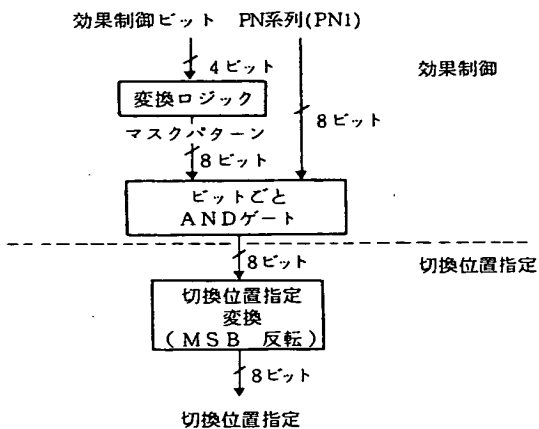 効果制御ビット PN系列(PN1)
4ビット
効果制御
変換ロジック
8ビット
マスクパターン
8ビット
ビットごと
ANDゲート
8ビット
切換位置指定
切換位置指定
変換
(MSB 反転)
8ビット
切換位置指定